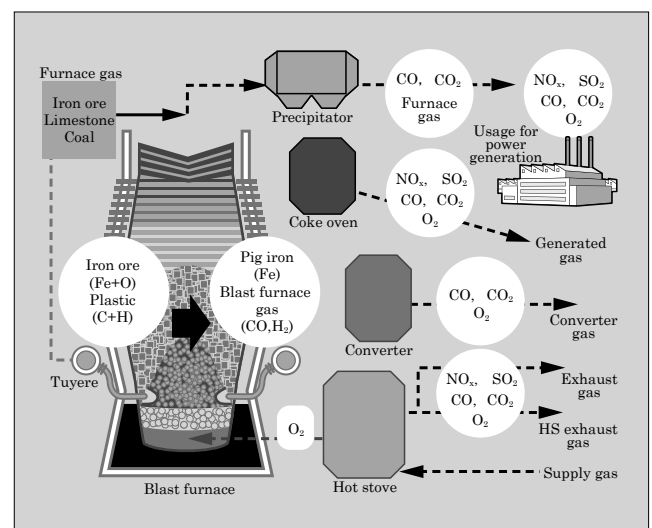 Furnace gas
Iron ore
Limestone
Coal
Precipitator
CO, CO₂
Furnace
gas
NOₓ, SO₂
CO, CO₂
O₂
Usage for
power
generation
Coke oven
NOₓ, SO₂
CO, CO₂
O₂
Generated
gas
Iron ore
(Fe+O)
Plastic
(C+H)
Pig iron
(Fe)
Blast furnace
gas
(CO,H₂)
Converter
CO, CO₂
O₂
Converter
gas
Tuyere
NOₓ, SO₂
CO, CO₂
O₂
Exhaust
gas
HS exhaust
gas
O₂
Blast furnace
Hot stove
Supply gas